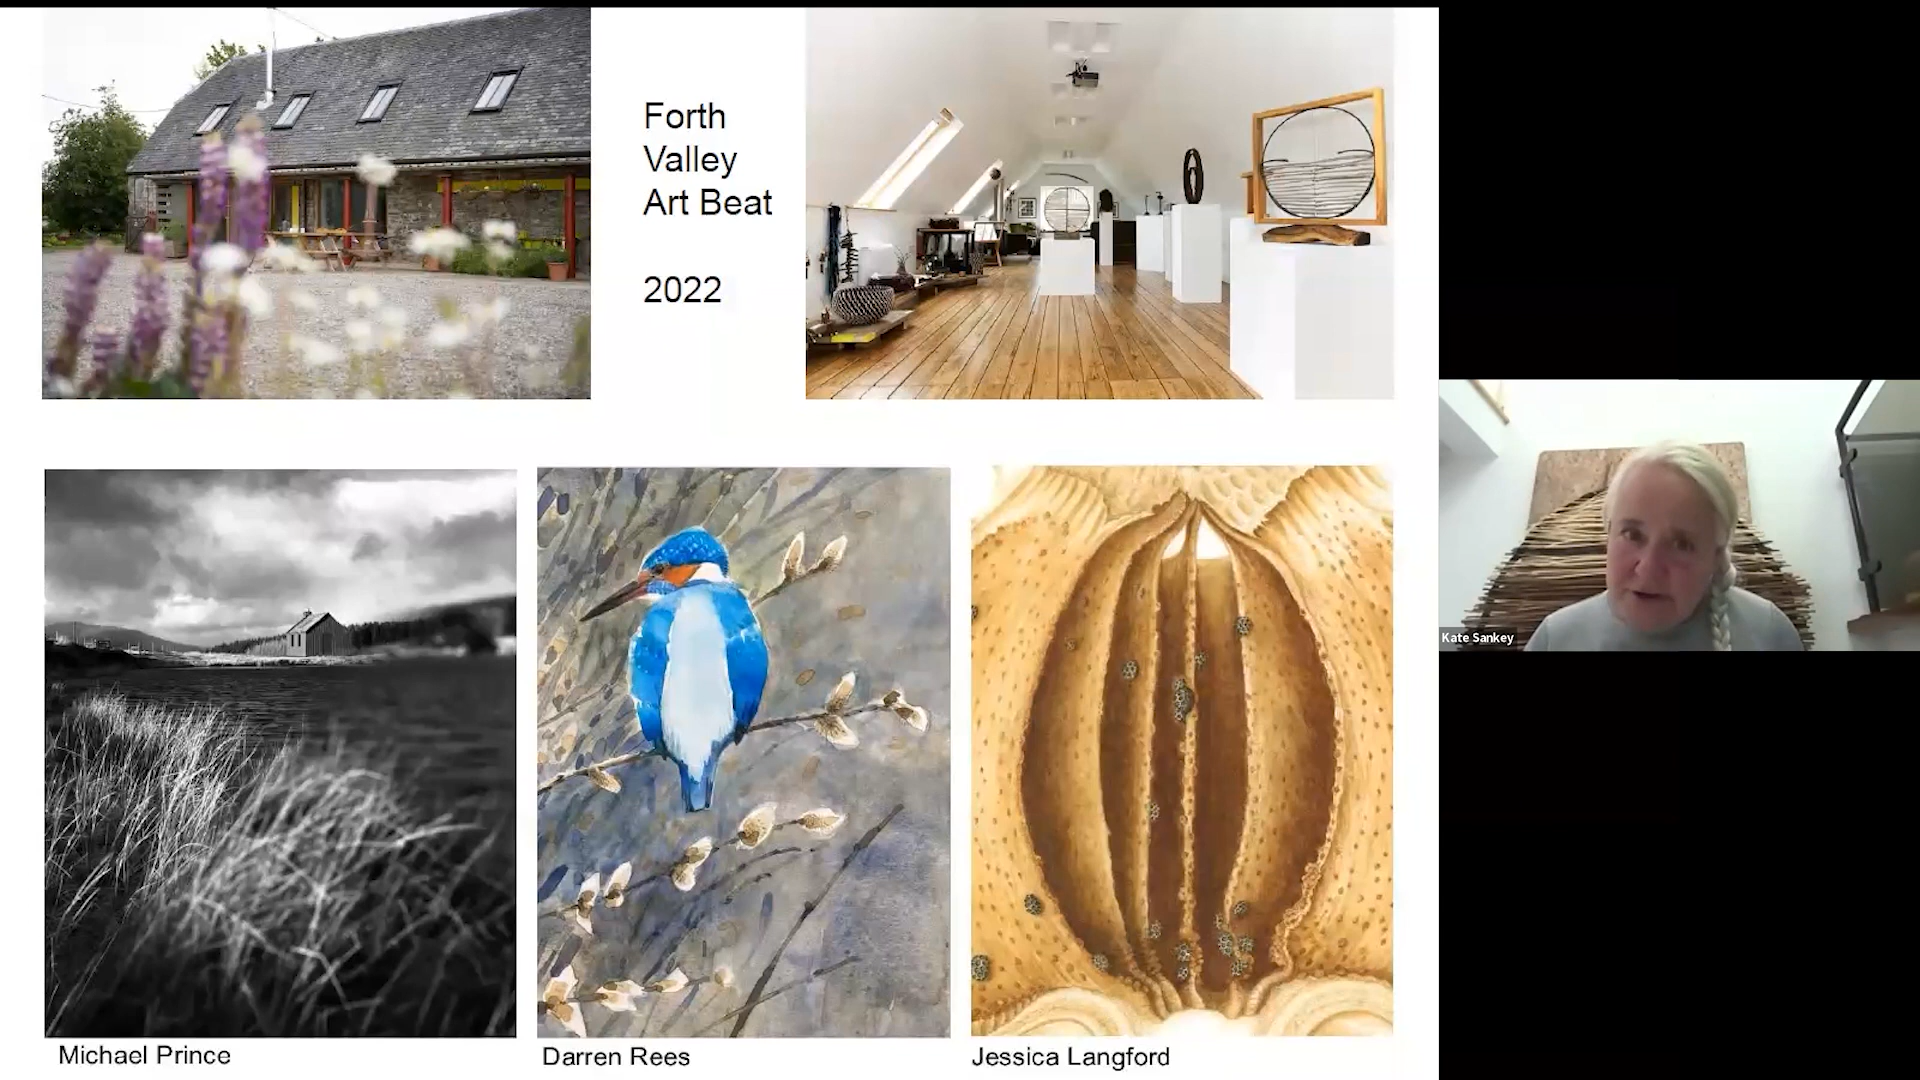 Forth
Valley
Art Beat
2022
Kate Sankey
Michael Prince
Darren Rees
Jessica Langford